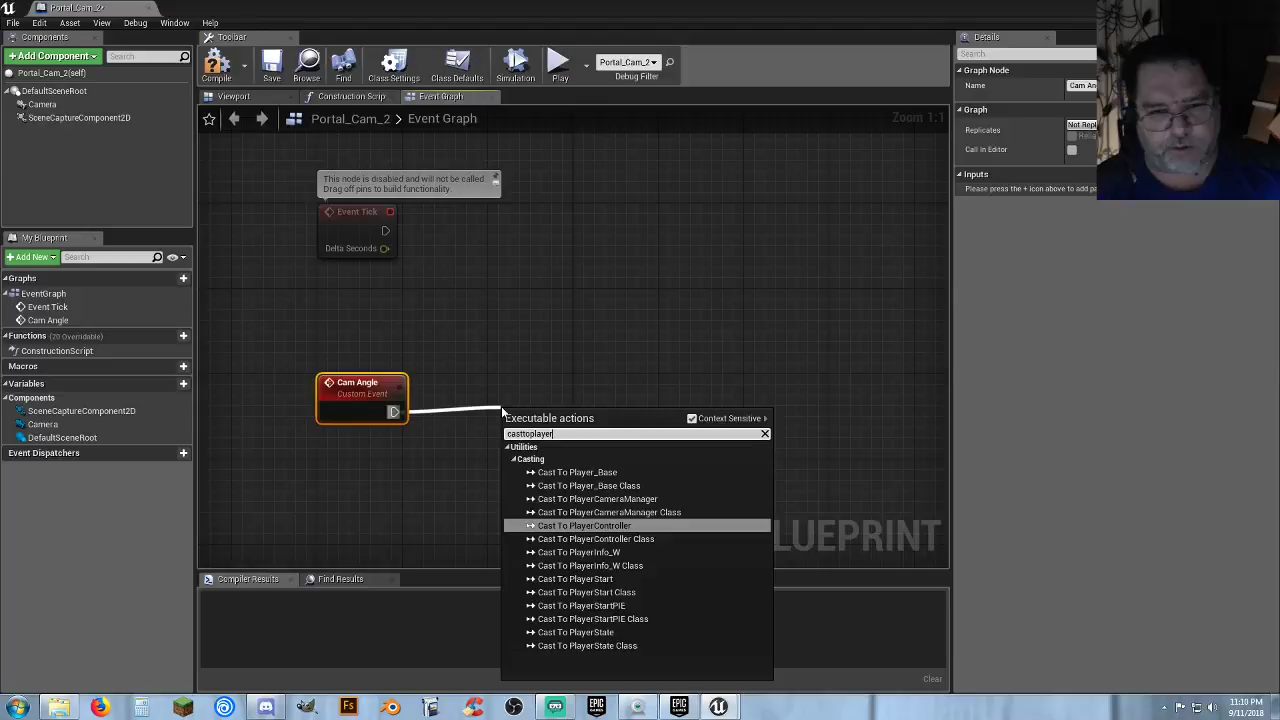 Portal_Cam_2*
File Edit Asset View Debug Window Help
Components
Toolbar
Details
+ Add Component
Search
Portal_Cam_2(self)
DefaultSceneRoot
Camera
SceneCaptureComponent2D
Compile
Save
Browse
Find
Class Settings
Class Defaults
Simulation
Play
Portal_Cam_2
Debug Filter
Search
Graph Node
Name
Cam An
Graph
Replicates
Not Repl
Call in Editor
Inputs
Please press the + icon above to add pa
Viewport
Construction Scrip
Event Graph
Portal_Cam_2 > Event Graph
Zoom 1:1
This node is disabled and will not be called.
Drag off pins to build functionality.
Event Tick
Delta Seconds
My Blueprint
+ Add New
Search
Graphs
EventGraph
Event Tick
Cam Angle
Functions (20 Overridable)
ConstructionScript
Macros
Variables
Components
SceneCaptureComponent2D
Camera
DefaultSceneRoot
Event Dispatchers
Cam Angle
Custom Event
Executable actions
Context Sensitive
casttoplayer
Utilities
Casting
Cast To Player_Base
Cast To Player_Base Class
Cast To PlayerCameraManager
Cast To PlayerCameraManager Class
Cast To PlayerController
Cast To PlayerController Class
Cast To PlayerInfo_W
Cast To PlayerInfo_W Class
Cast To PlayerStart
Cast To PlayerStart Class
Cast To PlayerStartPIE
Cast To PlayerStartPIE Class
Cast To PlayerState
Cast To PlayerState Class
UEPRINT
Compiler Results
Find Results
Clear
Fs
EPIC
GAMES
EPIC
GAMES
11:10 PM
9/11/2018